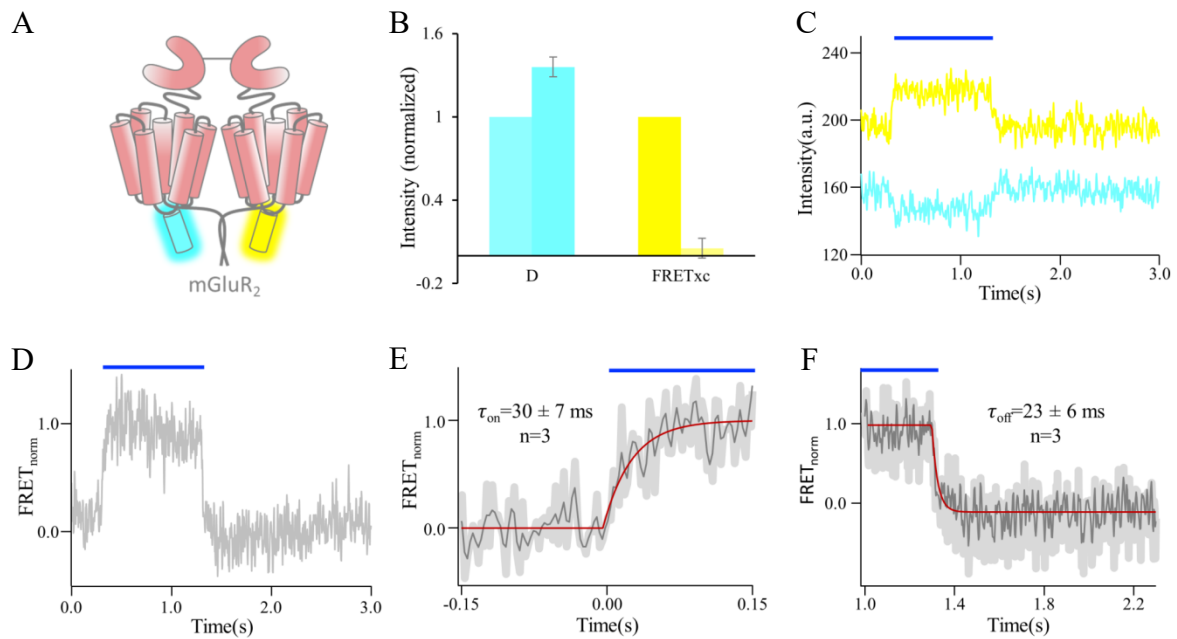 A
mGluR₂
B
Intensity (normalized)
1.6
1
0.4
-0.2
D
FRETxc
C
Intensity(a.u.)
240
200
160
120
0.0 1.0 2.0 3.0
Time(s)
D
FRETnorm
1.0
0.0
0.0 1.0 2.0 3.0
Time(s)
E
τon=30 ± 7 ms
n=3
FRETnorm
1.0
0.0
-0.15 0.00 0.15
Time(s)
F
τoff=23 ± 6 ms
n=3
FRETnorm
1.0
0.0
1.0 1.4 1.8 2.2
Time(s)